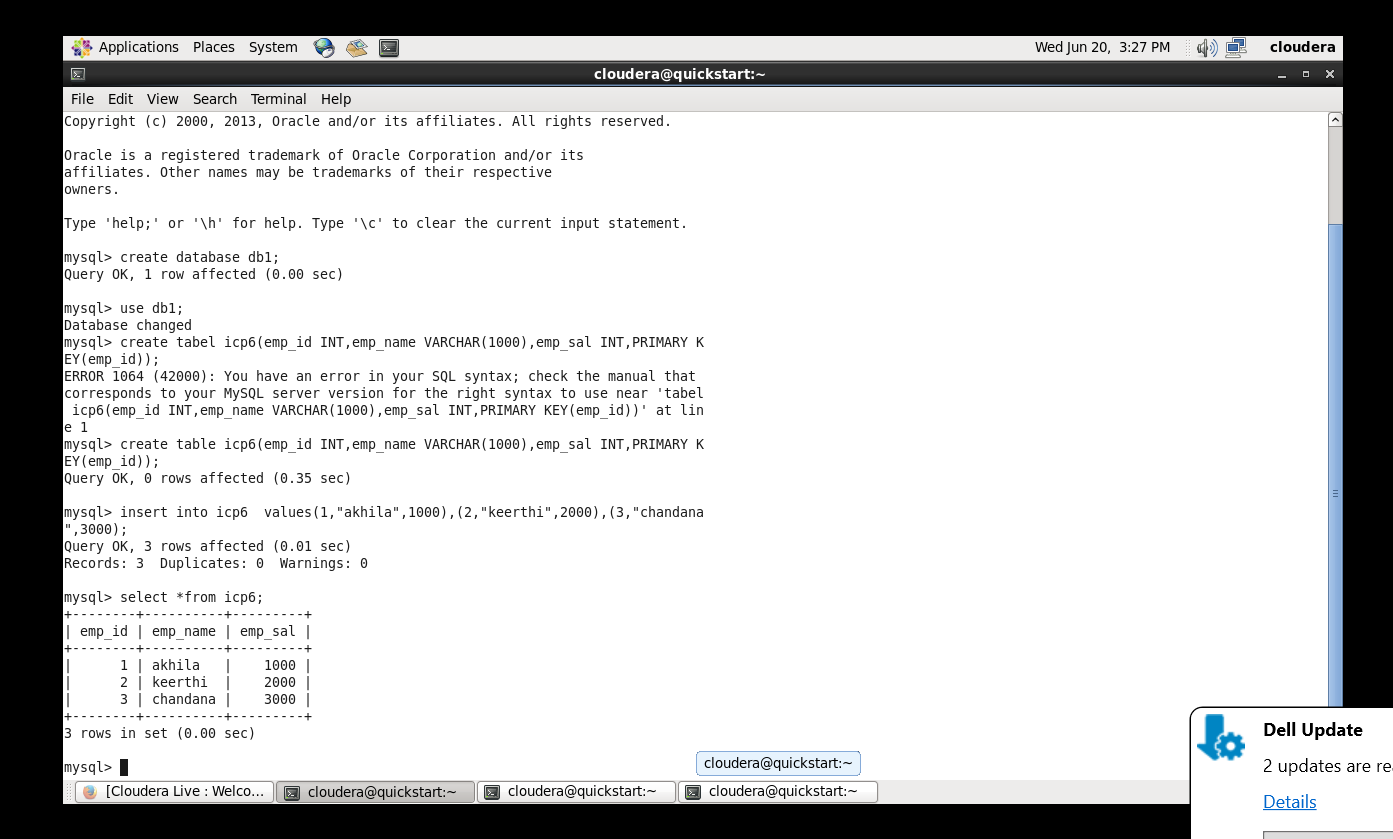 Applications Places System Wed Jun 20, 3:27 PM cloudera
cloudera@quickstart:~
File Edit View Search Terminal Help
Copyright (c) 2000, 2013, Oracle and/or its affiliates. All rights reserved.
Oracle is a registered trademark of Oracle Corporation and/or its
affiliates. Other names may be trademarks of their respective
owners.
Type 'help;' or '\h' for help. Type '\c' to clear the current input statement.
mysql> create database db1;
Query OK, 1 row affected (0.00 sec)
mysql> use db1;
Database changed
mysql> create tabel icp6(emp_id INT,emp_name VARCHAR(1000),emp_sal INT,PRIMARY K
EY(emp_id));
ERROR 1064 (42000): You have an error in your SQL syntax; check the manual that
corresponds to your MySQL server version for the right syntax to use near 'tabel
 icp6(emp_id INT,emp_name VARCHAR(1000),emp_sal INT,PRIMARY KEY(emp_id))' at lin
e 1
mysql> create table icp6(emp_id INT,emp_name VARCHAR(1000),emp_sal INT,PRIMARY K
EY(emp_id));
Query OK, 0 rows affected (0.35 sec)
mysql> insert into icp6  values(1,"akhila",1000),(2,"keerthi",2000),(3,"chandana
",3000);
Query OK, 3 rows affected (0.01 sec)
Records: 3  Duplicates: 0  Warnings: 0
mysql> select *from icp6;
+--------+----------+---------+
| emp_id | emp_name | emp_sal |
+--------+----------+---------+
|      1 | akhila   |    1000 |
|      2 | keerthi  |    2000 |
|      3 | chandana |    3000 |
+--------+----------+---------+
3 rows in set (0.00 sec)
mysql>
cloudera@quickstart:~
[Cloudera Live : Welco... cloudera@quickstart:~ cloudera@quickstart:~ cloudera@quickstart:~
Dell Update
2 updates are
Details